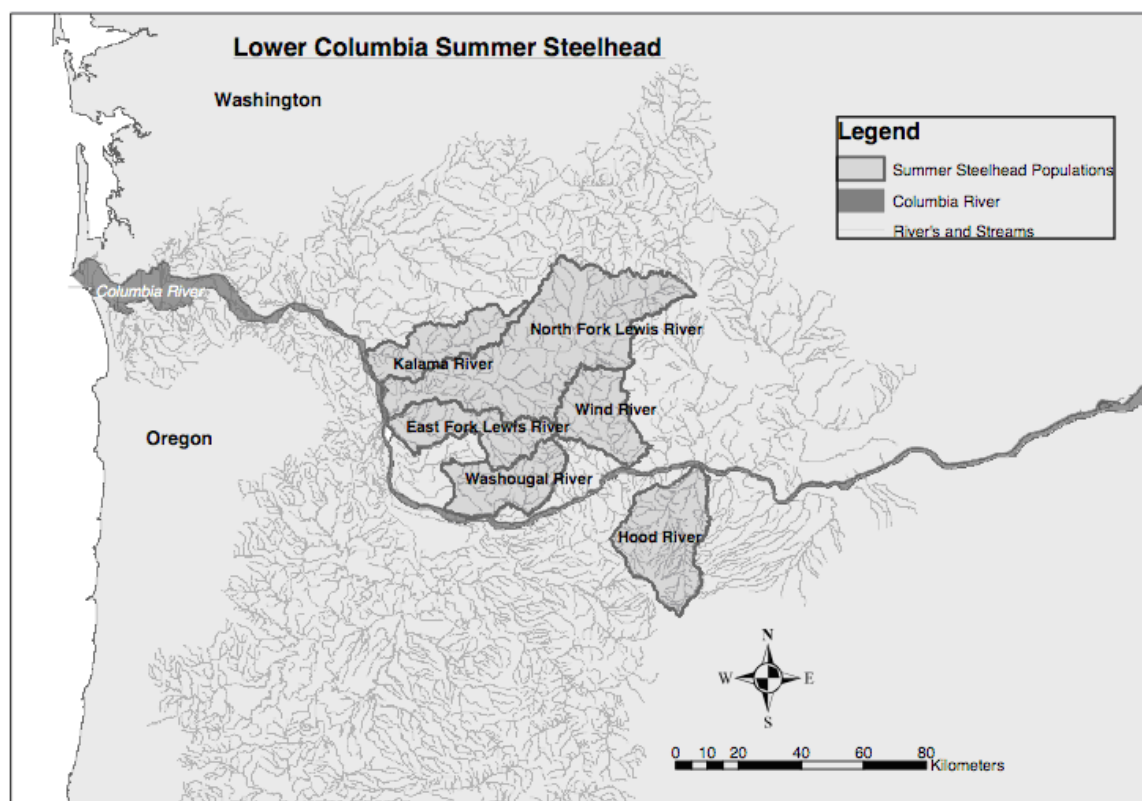 Lower Columbia Summer Steelhead
Washington
Legend
Summer Steelhead Populations
Columbia River
River's and Streams
Columbia River
North Fork Lewis River
Kalama River
Wind River
East Fork Lewis River
Oregon
Washougal River
Hood River
N
W E
S
0 10 20 40 60 80
Kilometers